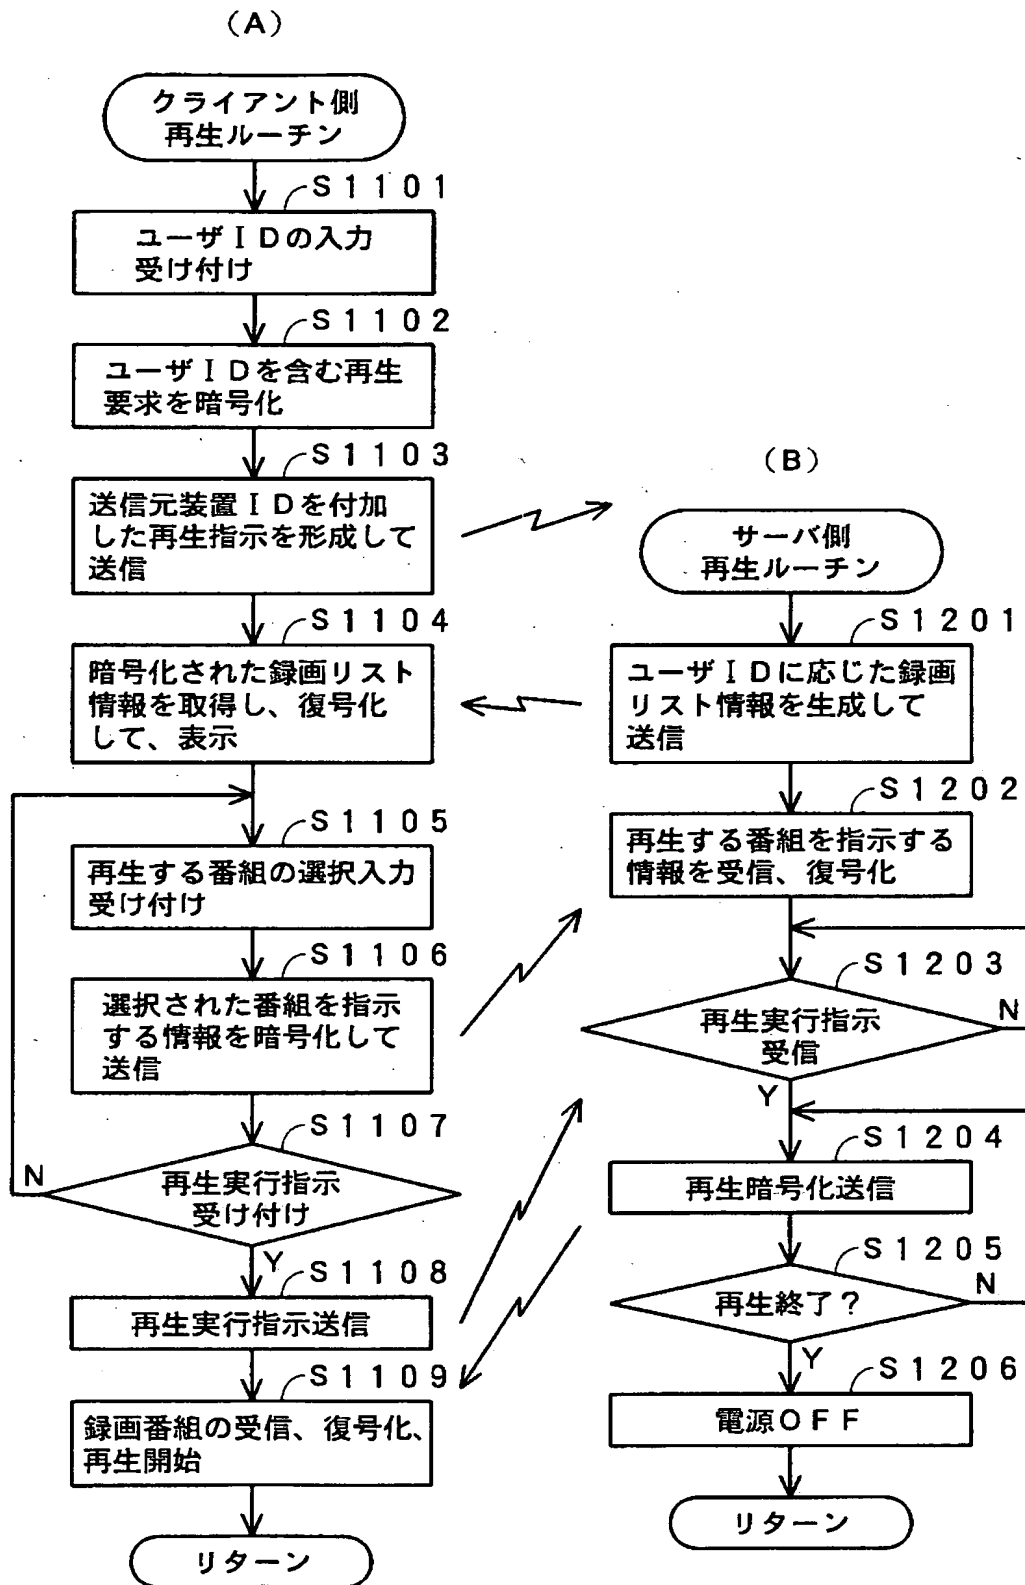 (A)
クライアント側
再生ルーチン
S1101
ユーザIDの入力
受け付け
S1102
ユーザIDを含む再生
要求を暗号化
S1103
送信元装置IDを付加
した再生指示を形成して
送信
S1104
暗号化された録画リスト
情報を取得し、復号化
して、表示
S1105
再生する番組の選択入力
受け付け
S1106
選択された番組を指示
する情報を暗号化して
送信
S1107
再生実行指示
受け付け
N
Y
S1108
再生実行指示送信
S1109
録画番組の受信、復号化、
再生開始
リターン
(B)
サーバ側
再生ルーチン
S1201
ユーザIDに応じた録画
リスト情報を生成して
送信
S1202
再生する番組を指示する
情報を受信、復号化
S1203
再生実行指示
受信
N
Y
S1204
再生暗号化送信
S1205
再生終了?
N
Y
S1206
電源OFF
リターン